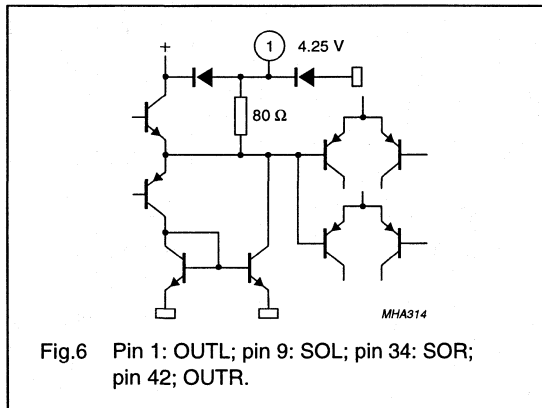 +
1 4.25 V
80 Ω
MHA314
Fig.6 Pin 1: OUTL; pin 9: SOL; pin 34: SOR;
pin 42; OUTR.